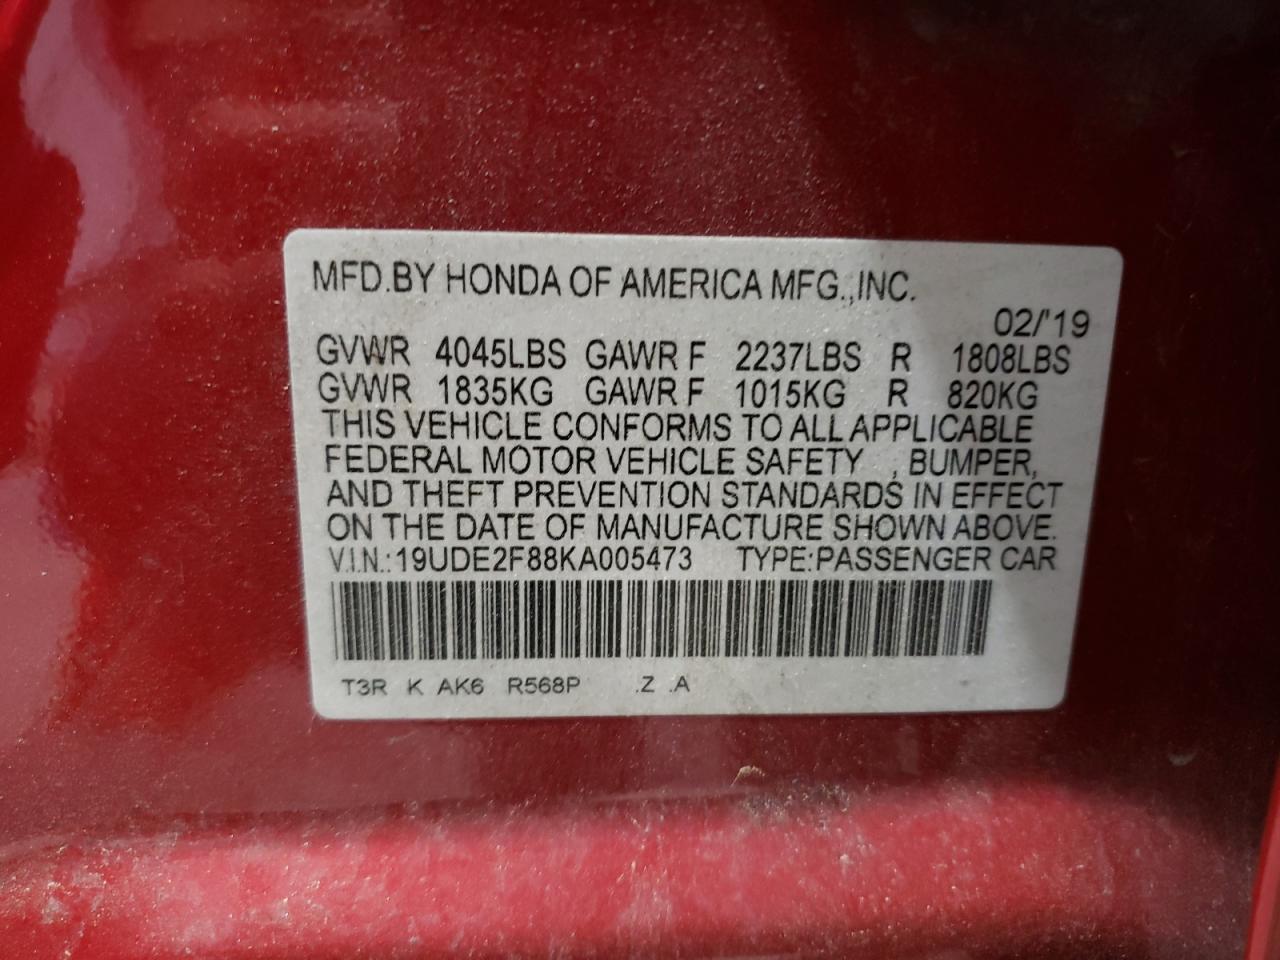 MFD.BY HONDA OF AMERICA MFG.,INC.
02/'19
GVWR 4045LBS GAWR F 2237LBS R 1808LBS
GVWR 1835KG GAWR F 1015KG R 820KG
THIS VEHICLE CONFORMS TO ALL APPLICABLE
FEDERAL MOTOR VEHICLE SAFETY , BUMPER,
AND THEFT PREVENTION STANDARDS IN EFFECT
ON THE DATE OF MANUFACTURE SHOWN ABOVE.
V.I.N.:19UDE2F88KA005473 TYPE:PASSENGER CAR
T3R K AK6 R568P .Z .A